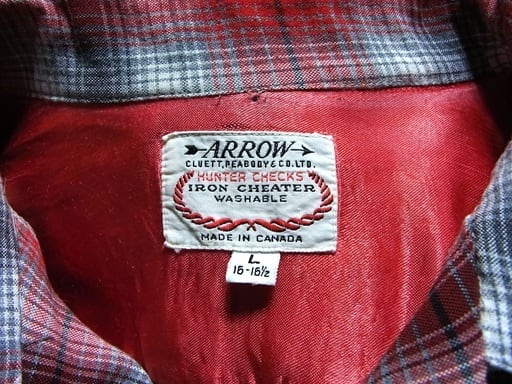 ARROW
CLUETT, PEABODY & CO. LTD.
HUNTER CHECKS
IRON CHEATER
WASHABLE
MADE IN CANADA
L
16-16½